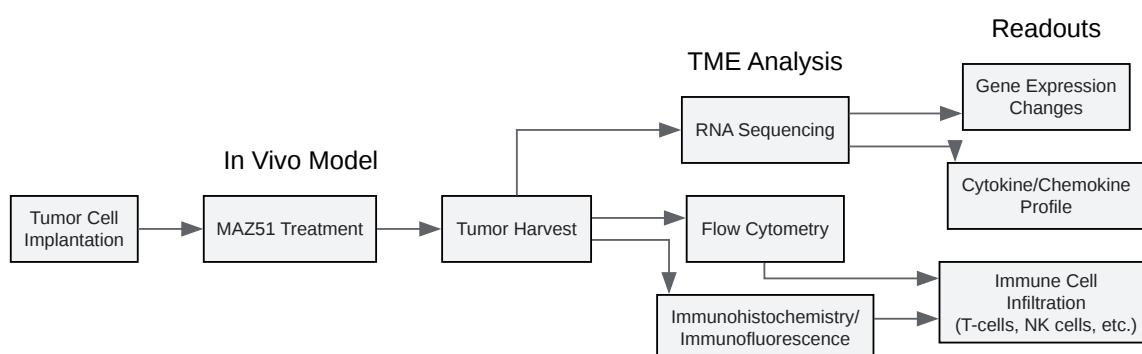 Readouts
TME Analysis
Gene Expression
Changes
RNA Sequencing
In Vivo Model
Cytokine/Chemokine
Profile
Tumor Cell
Implantation
MAZ51 Treatment
Tumor Harvest
Flow Cytometry
Immune Cell
Infiltration
(T-cells, NK cells, etc.)
Immunohistochemistry/
Immunofluorescence